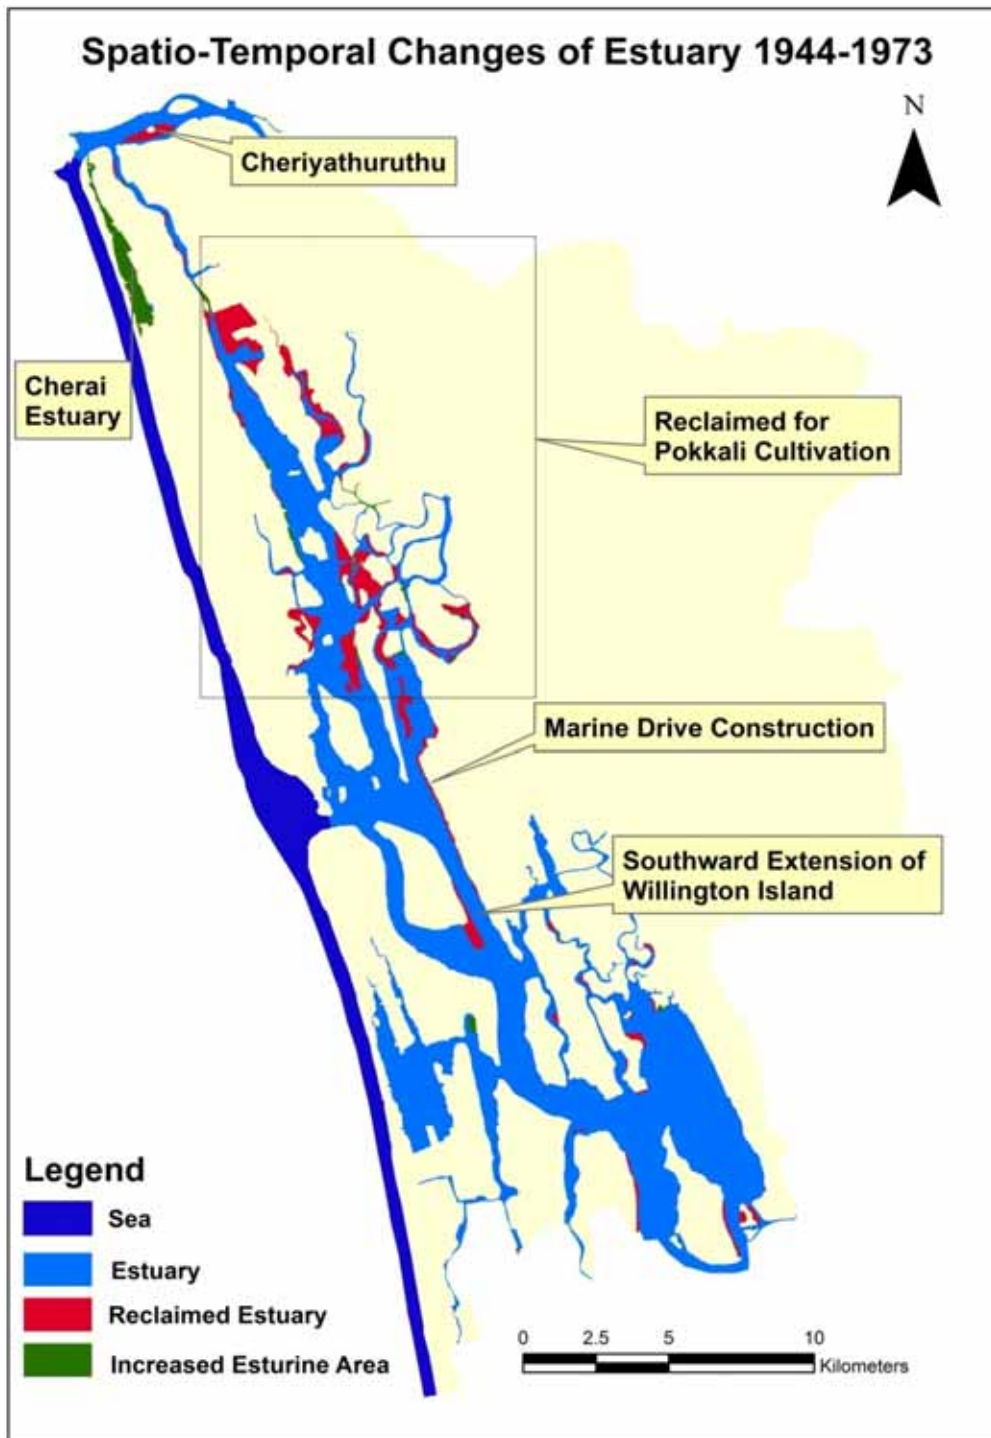 Spatio-Temporal Changes of Estuary 1944-1973
N
Cheriyathuruthu
Cherai
Estuary
Reclaimed for
Pokkali Cultivation
Marine Drive Construction
Southward Extension of
Willington Island
Legend
Sea
Estuary
Reclaimed Estuary
Increased Esturine Area
0 2.5 5 10
Kilometers